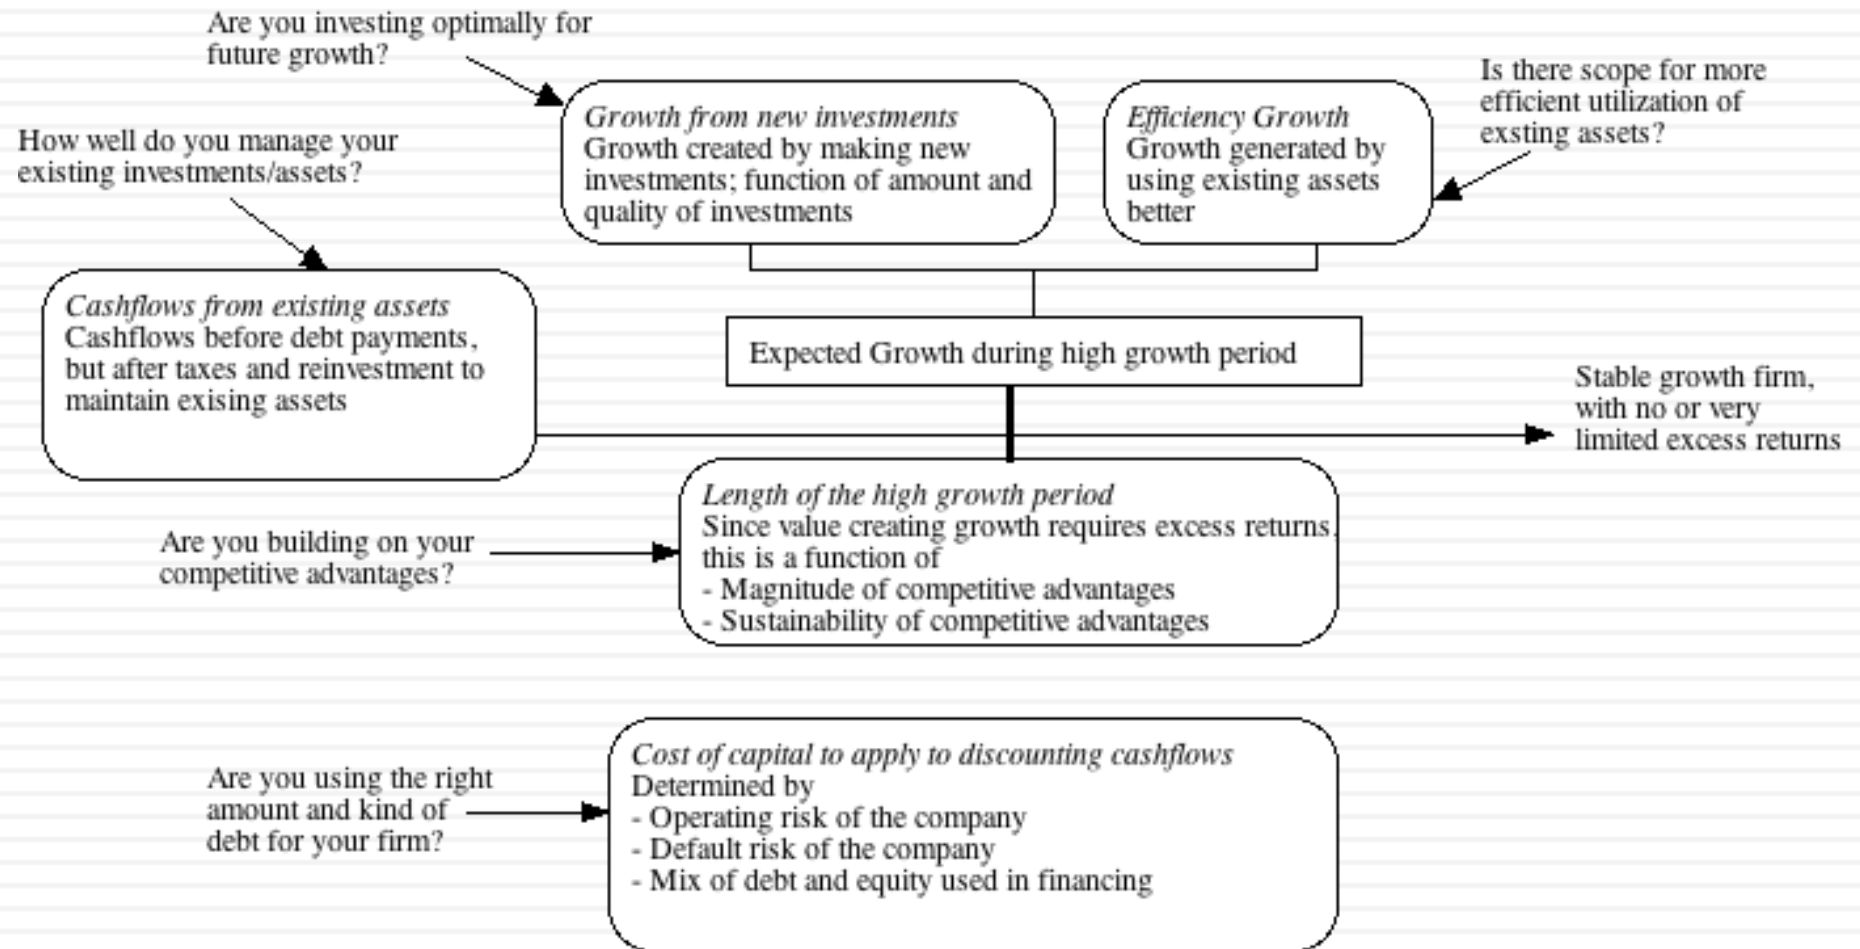 Are you investing optimally for
future growth?
Is there scope for more
efficient utilization of
exsting assets?
Growth from new investments
Growth created by making new
investments; function of amount and
quality of investments
Efficiency Growth
Growth generated by
using existing assets
better
How well do you manage your
existing investments/assets?
Cashflows from existing assets
Cashflows before debt payments,
but after taxes and reinvestment to
maintain exising assets
Expected Growth during high growth period
Stable growth firm,
with no or very
limited excess returns
Length of the high growth period
Since value creating growth requires excess returns,
this is a function of
- Magnitude of competitive advantages
- Sustainability of competitive advantages
Are you building on your
competitive advantages?
Cost of capital to apply to discounting cashflows
Determined by
- Operating risk of the company
- Default risk of the company
- Mix of debt and equity used in financing
Are you using the right
amount and kind of
debt for your firm?